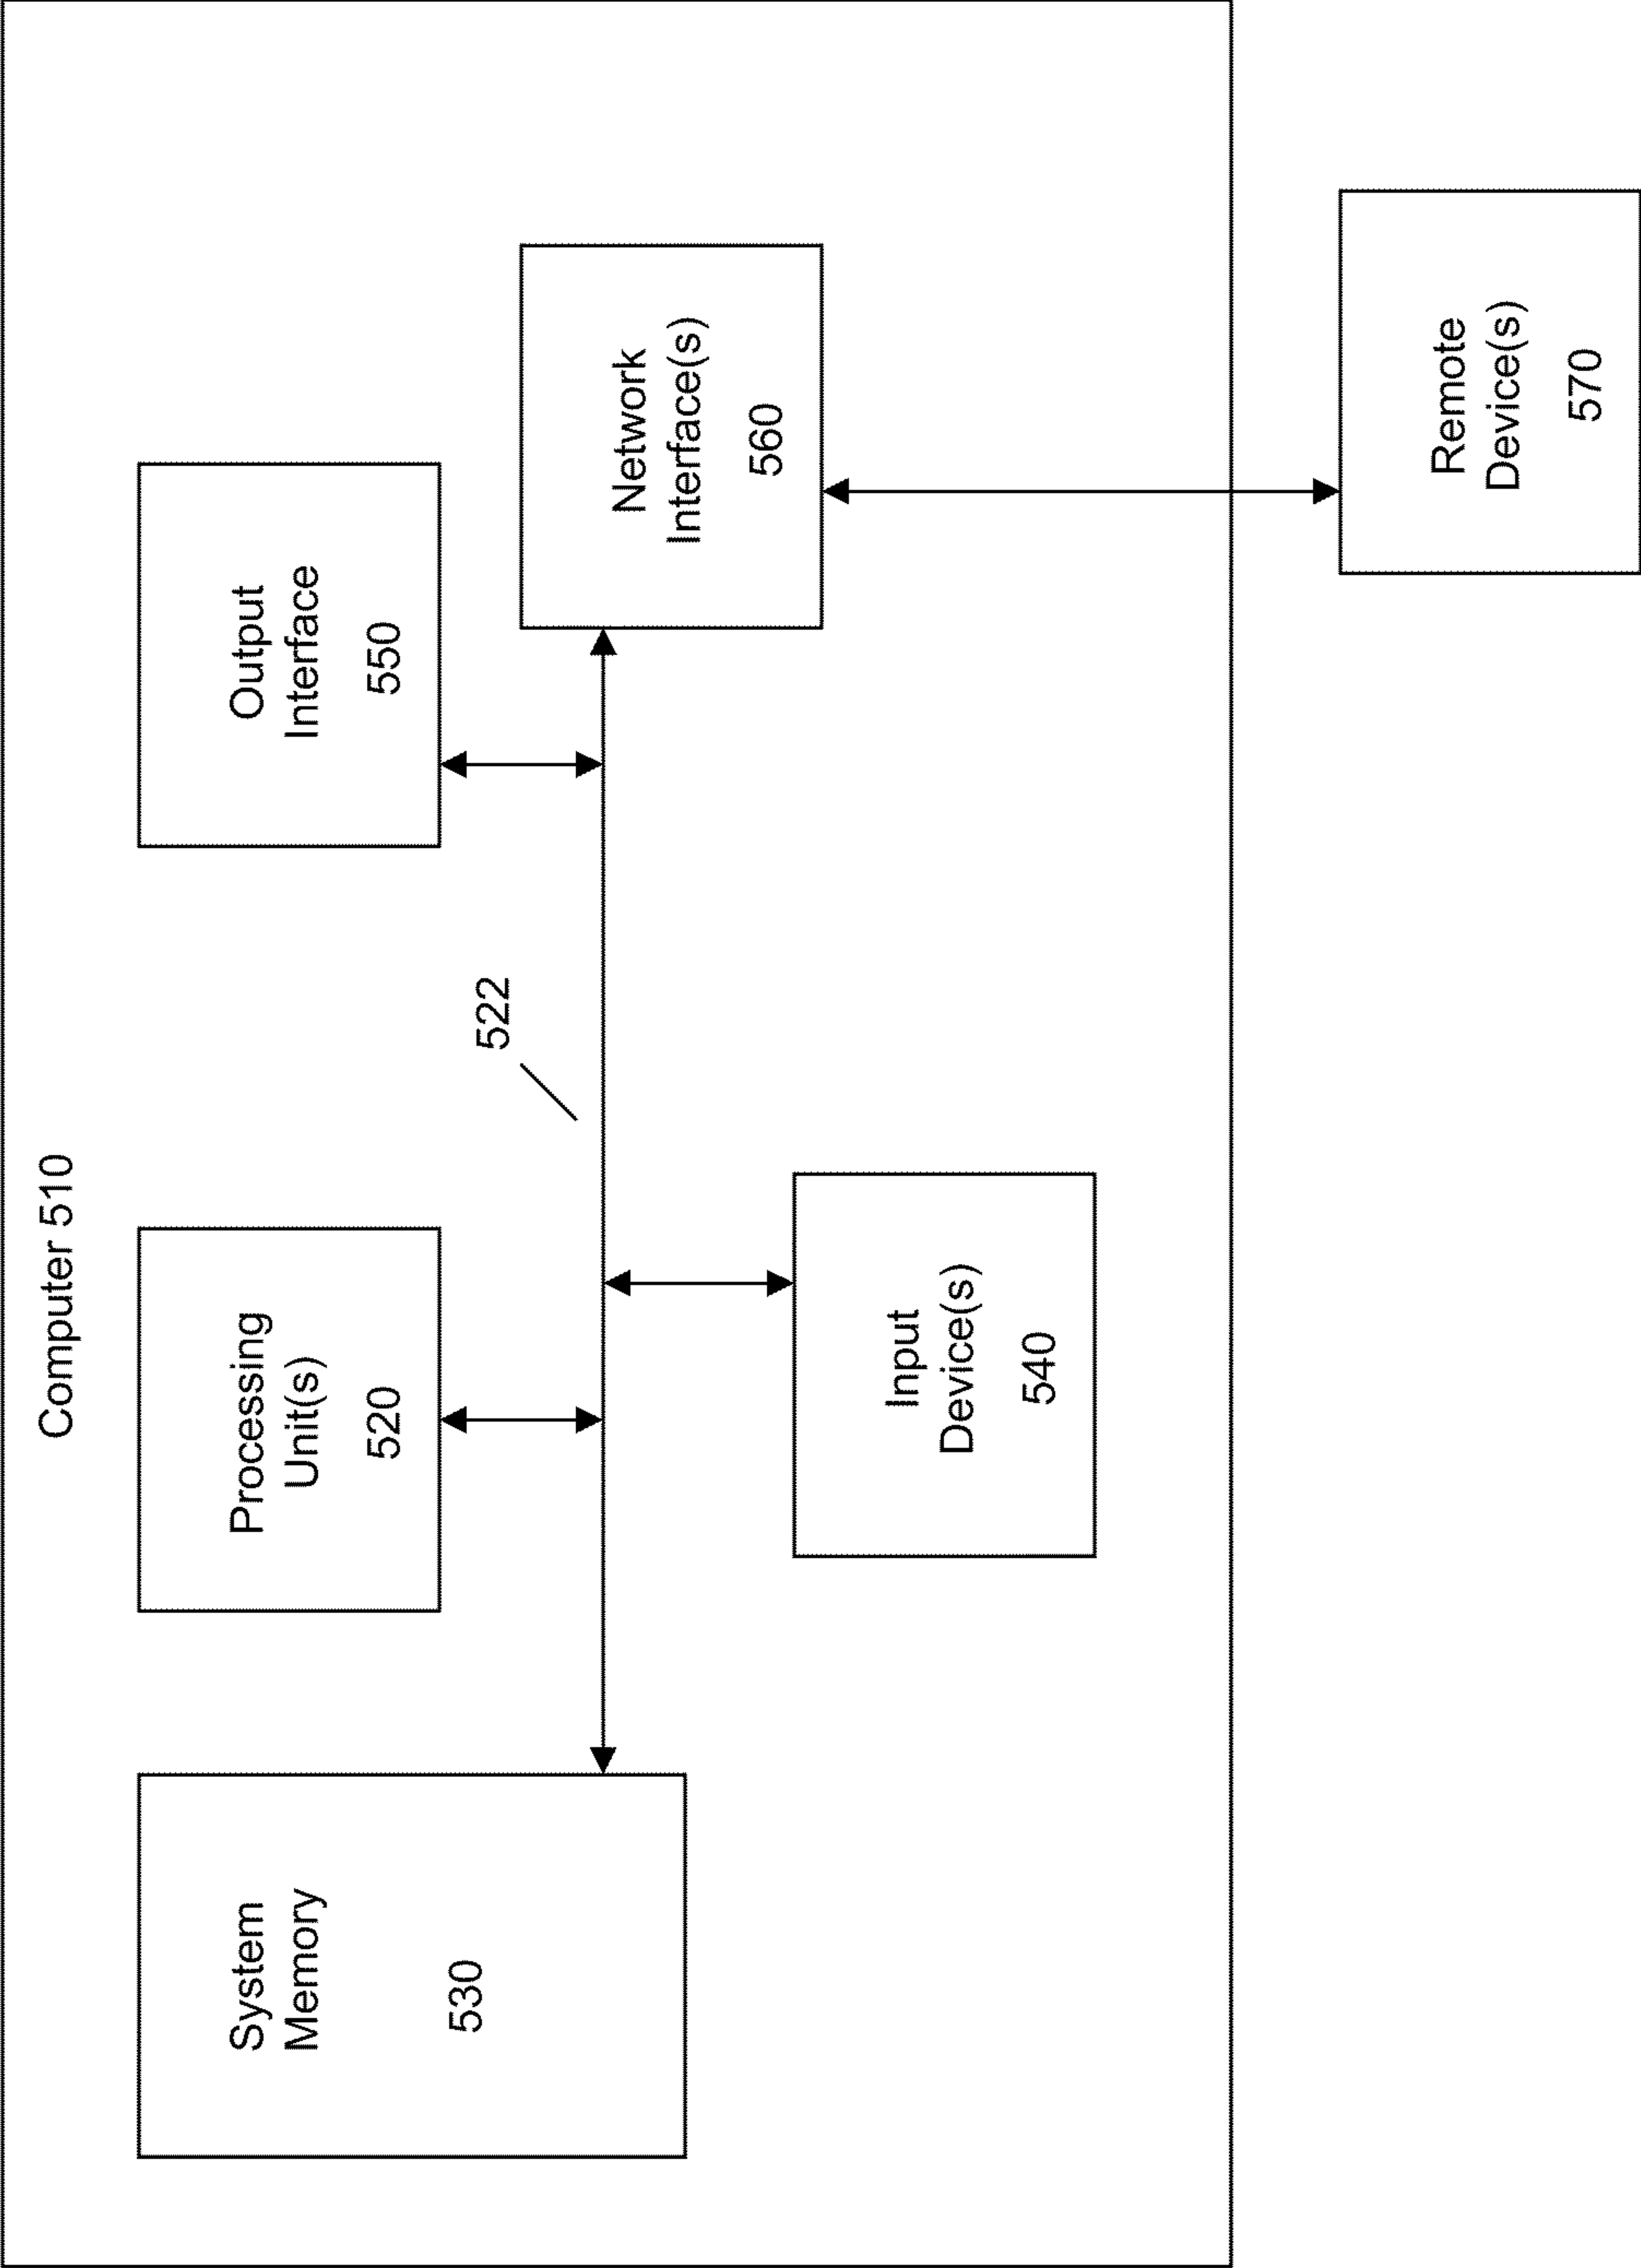 Computer 510
System
Memory
530
Processing
Unit(s)
520
Output
Interface
550
522
Network
Interface(s)
560
Input
Device(s)
540
Remote
Device(s)
570